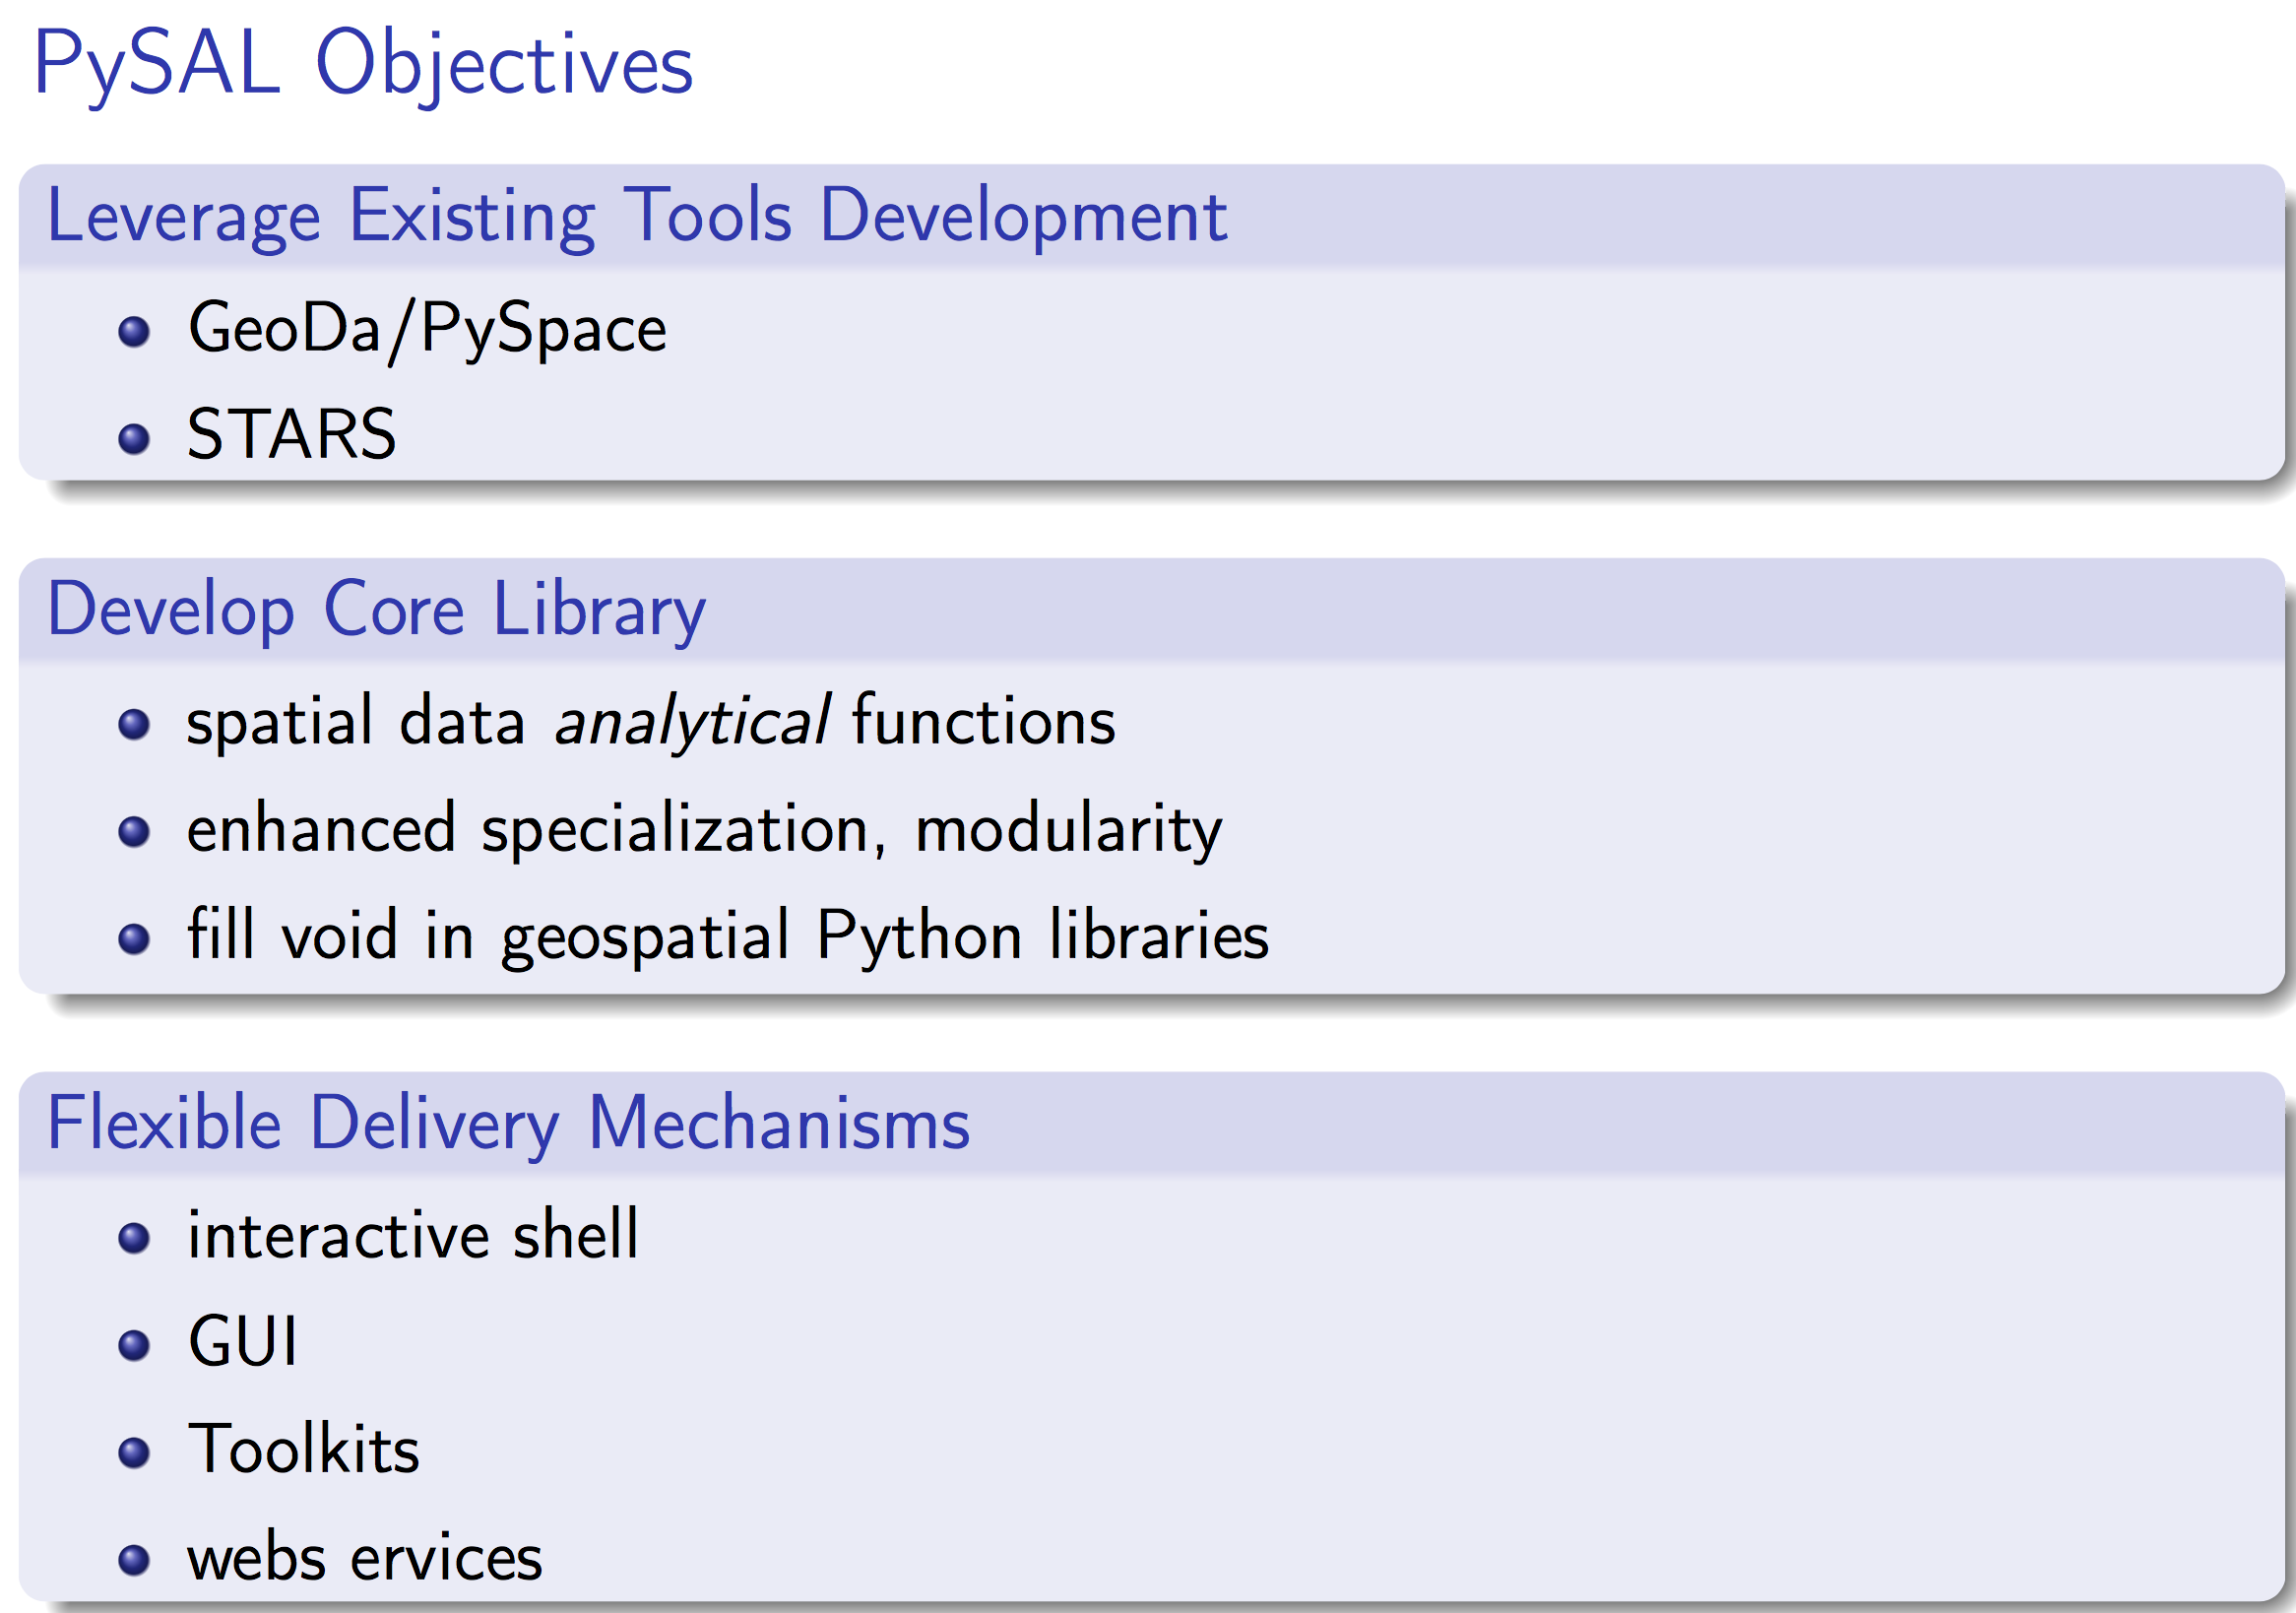 PySAL Objectives
Leverage Existing Tools Development
GeoDa/PySpace
STARS
Develop Core Library
spatial data analytical functions
enhanced specialization, modularity
fill void in geospatial Python libraries
Flexible Delivery Mechanisms
interactive shell
GUI
Toolkits
webs ervices